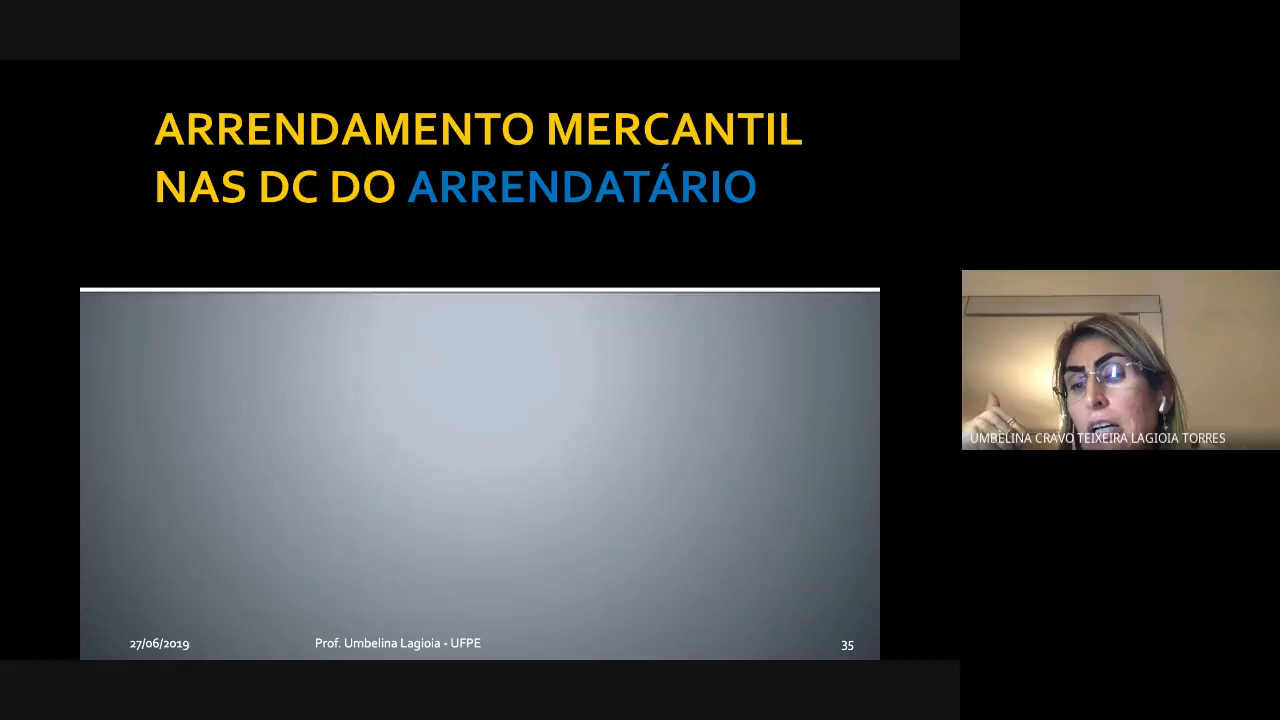 ARRENDAMENTO MERCANTIL
NAS DC DO ARRENDATÁRIO
UMBELINA CRAVO TEIXEIRA LAGIOIA TORRES
27/06/2019 Prof. Umbelina Lagioia - UFPE 35